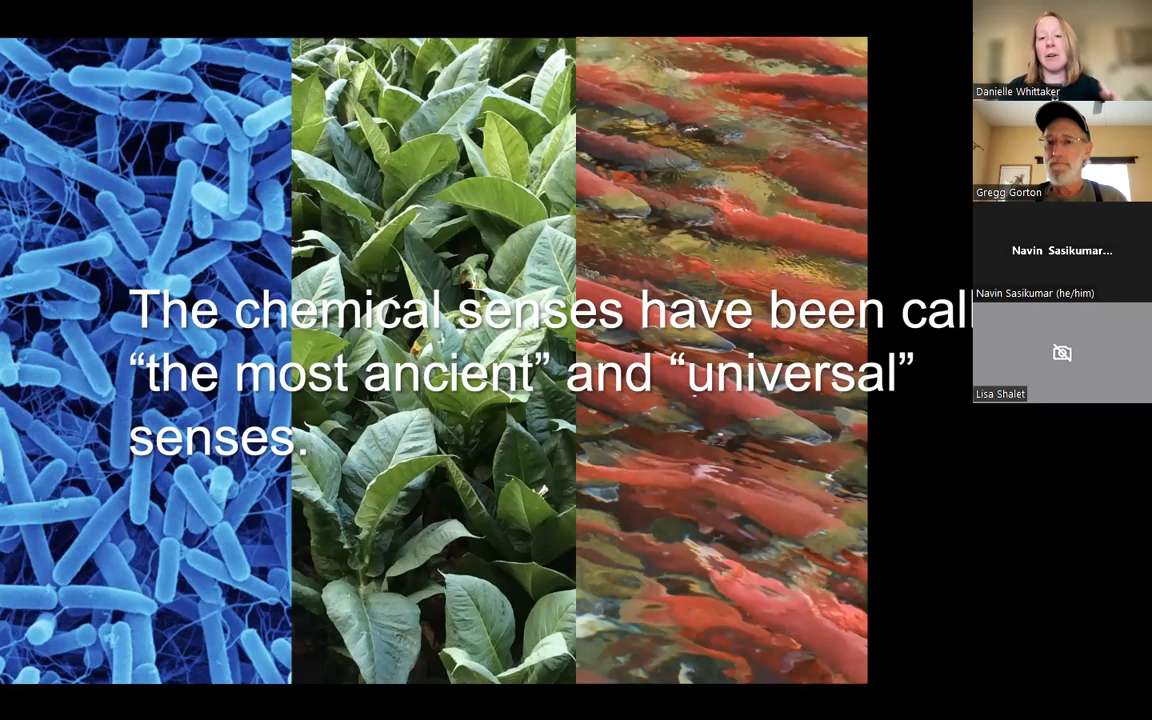 The chemical senses have been call
“the most ancient” and “universal”
senses.
Danielle Whittaker
Gregg Gorton
Navin Sasikumar...
Navin Sasikumar (he/him)
Lisa Shalet